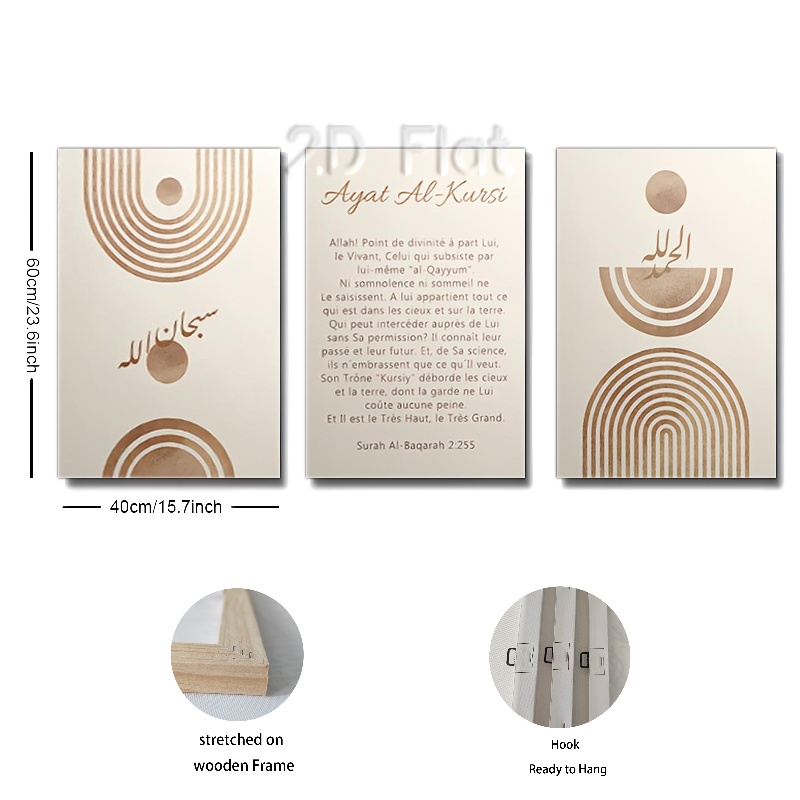 2.D Flat.
Ayat Al-Kursi
Allah! Point de divinité à part Lui,
le Vivant, Celui qui subsiste par
lui-même "al-Qayyum".
Ni somnolence ni sommeil ne
Le saisissent. A lui appartient tout ce
qui est dans les cieux et sur la terre.
Qui peut intercéder auprès de Lui
sans Sa permission? Il connaît leur
passé et leur futur. Et, de Sa science,
ils n'embrassent que ce qu'Il veut.
Son Trône "Kursiy" déborde les cieux
et la terre, dont la garde ne Lui
coûte aucune peine.
Et Il est le Très Haut, le Très Grand.
Surah Al-Baqarah 2:255
سبحان الله
الحمد لله
60cm/23.6inch
40cm/15.7inch
stretched on
wooden Frame
Hook
Ready to Hang